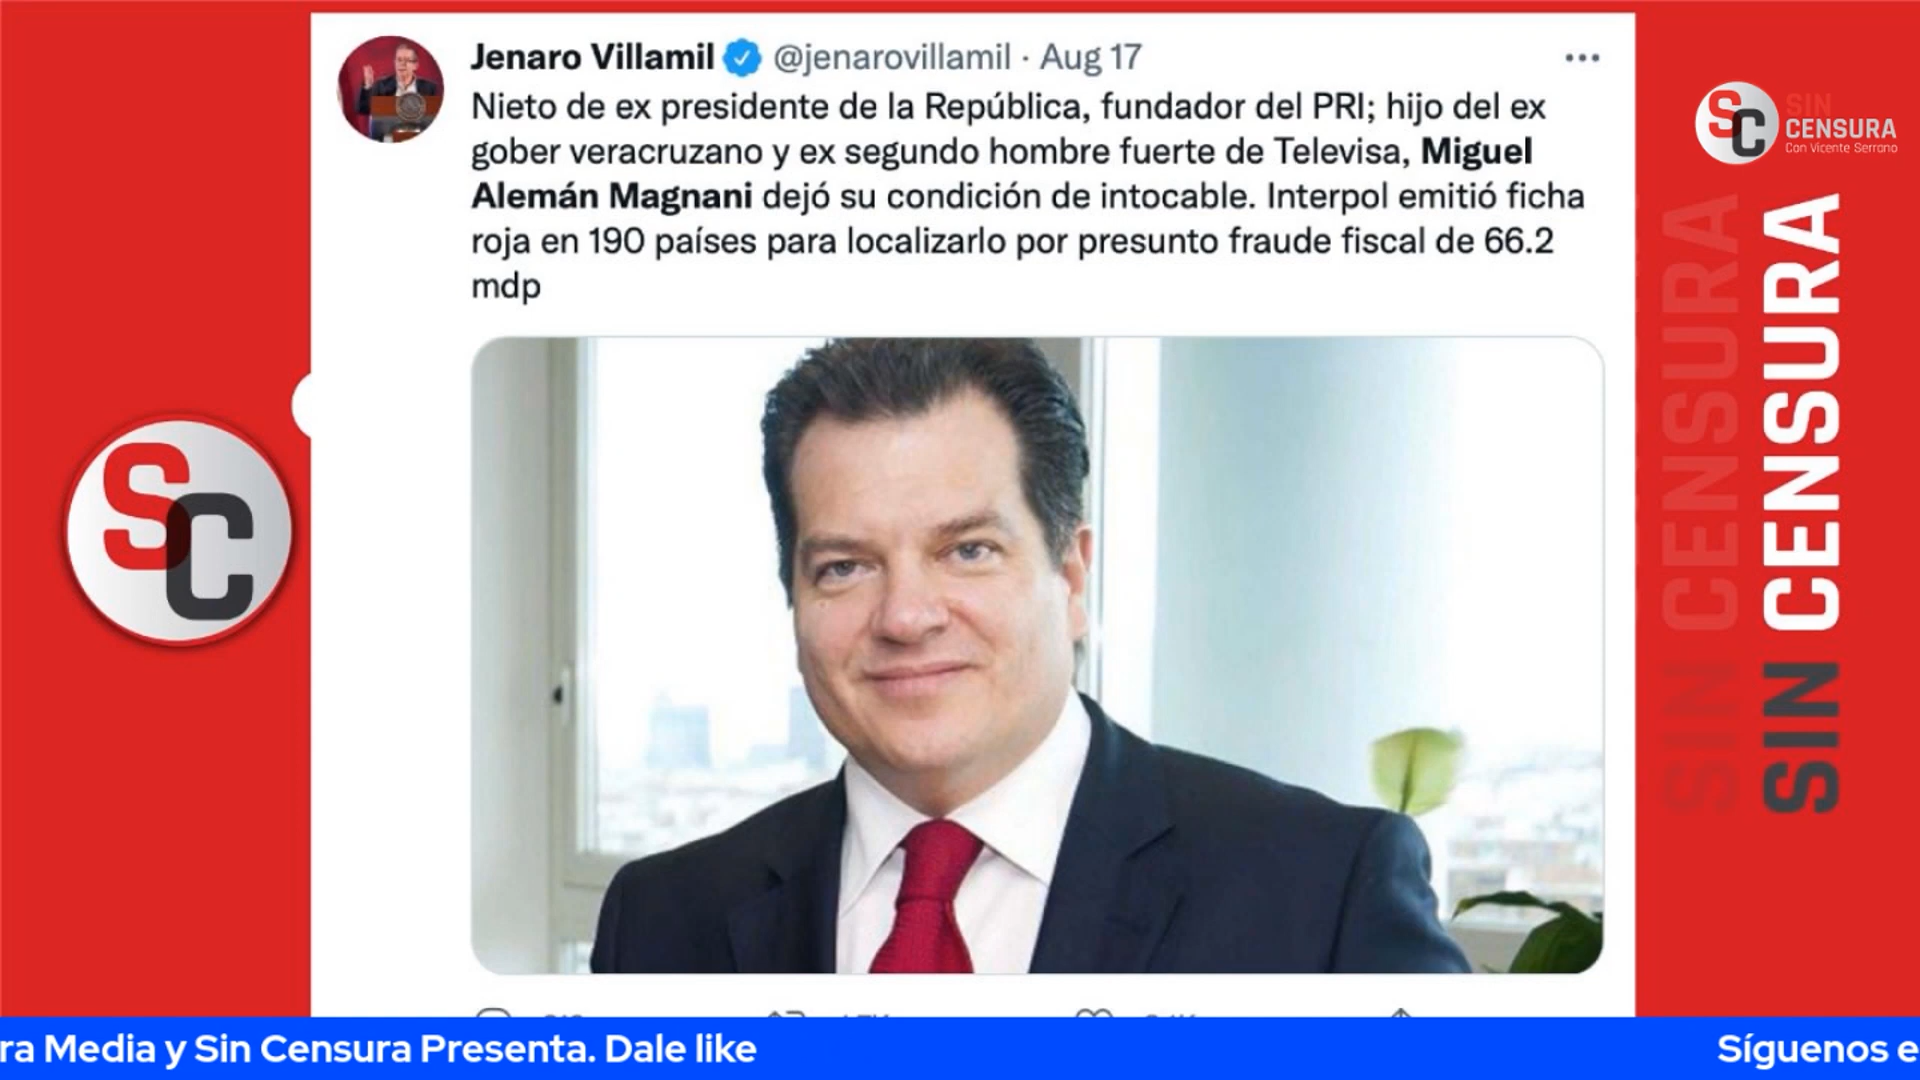 Jenaro Villamil @jenarovillamil · Aug 17
Nieto de ex presidente de la República, fundador del PRI; hijo del ex
gober veracruzano y ex segundo hombre fuerte de Televisa, Miguel
Alemán Magnani dejó su condición de intocable. Interpol emitió ficha
roja en 190 países para localizarlo por presunto fraude fiscal de 66.2
mdp
SC
SIN
CENSURA
Con Vicente Serrano
SC
SIN CENSURA
SIN CENSURA
ra Media y Sin Censura Presenta. Dale like
Síguenos e